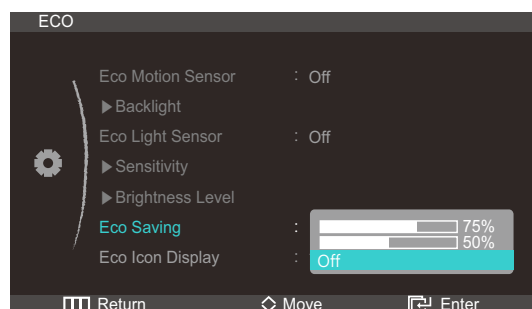 ECO
Eco Motion Sensor : Off
▶Backlight
Eco Light Sensor : Off
▶Sensitivity
▶Brightness Level
Eco Saving : 75%
50%
Eco Icon Display : Off
Return Move Enter